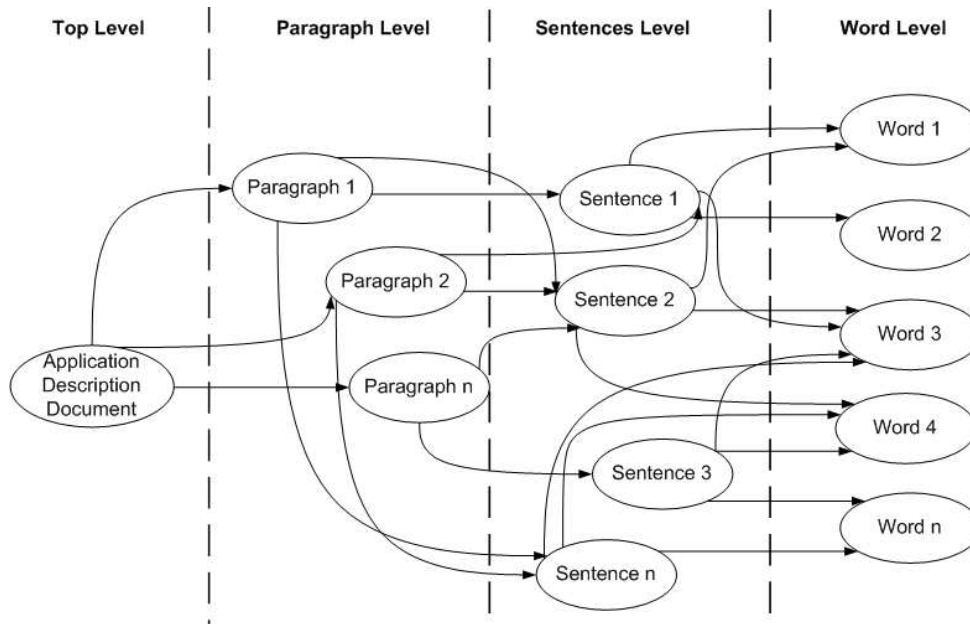 Top Level
Paragraph Level
Sentences Level
Word Level
Word 1
Paragraph 1
Sentence 1
Word 2
Paragraph 2
Sentence 2
Word 3
Application
Description
Document
Paragraph n
Word 4
Sentence 3
Word n
Sentence n